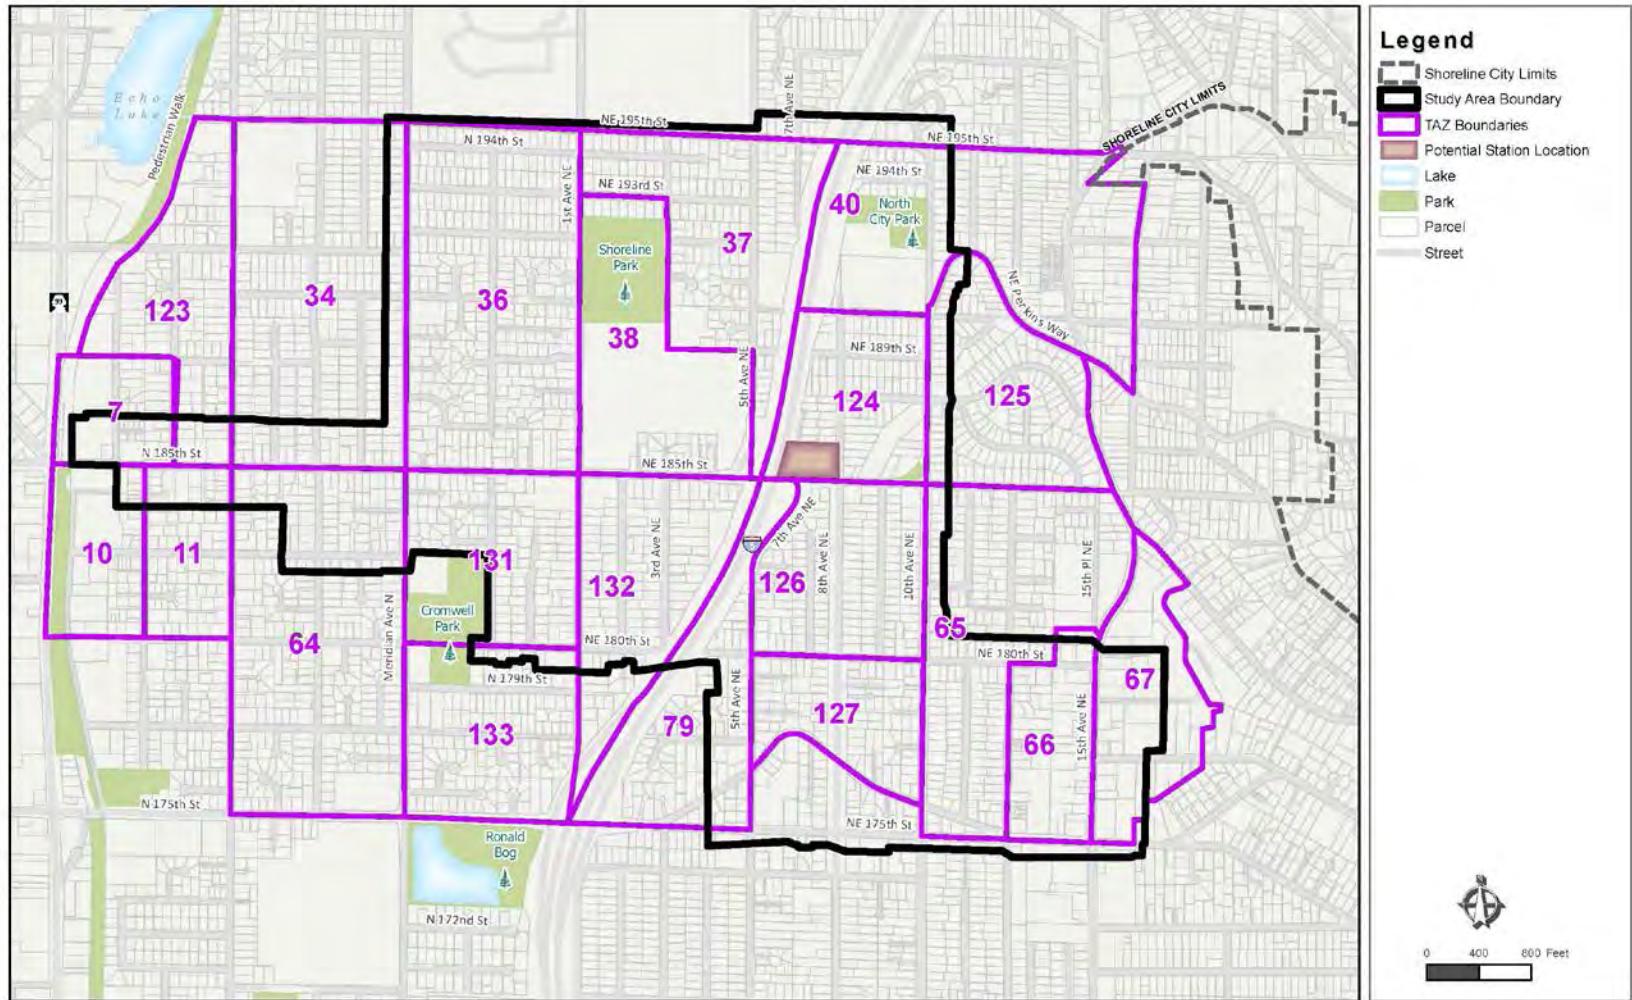 Echo
Lake
Pedestrian Walk
NE 195th St
7th Ave NE
N 194th St
NE 195th St
SHORELINE CITY LIMITS
1st Ave NE
NE 193rd St
NE 194th St
40
North
City Park
37
Shoreline
Park
123
34
36
38
99
NE Perkins Way
NE 189th St
5th Ave NE
124
125
7
N 185th St
NE 185th St
10
11
131
132
3rd Ave NE
7th Ave NE
5
126
8th Ave NE
10th Ave NE
15th Pl NE
Cromwell
Park
64
Meridian Ave N
NE 180th St
65
NE 180th St
N 179th St
67
133
79
5th Ave NE
127
66
15th Ave NE
N 175th St
NE 175th St
Ronald
Bog
N 172nd St
Legend
Shoreline City Limits
Study Area Boundary
TAZ Boundaries
Potential Station Location
Lake
Park
Parcel
Street
N
0 400 800 Feet